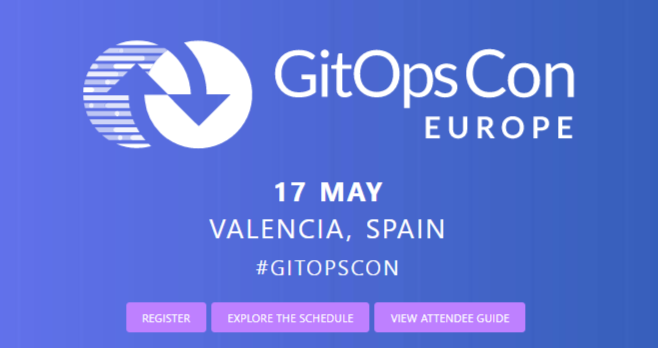 GitOpsCon
EUROPE
17 MAY
VALENCIA, SPAIN
#GITOPSCON
REGISTER EXPLORE THE SCHEDULE VIEW ATTENDEE GUIDE